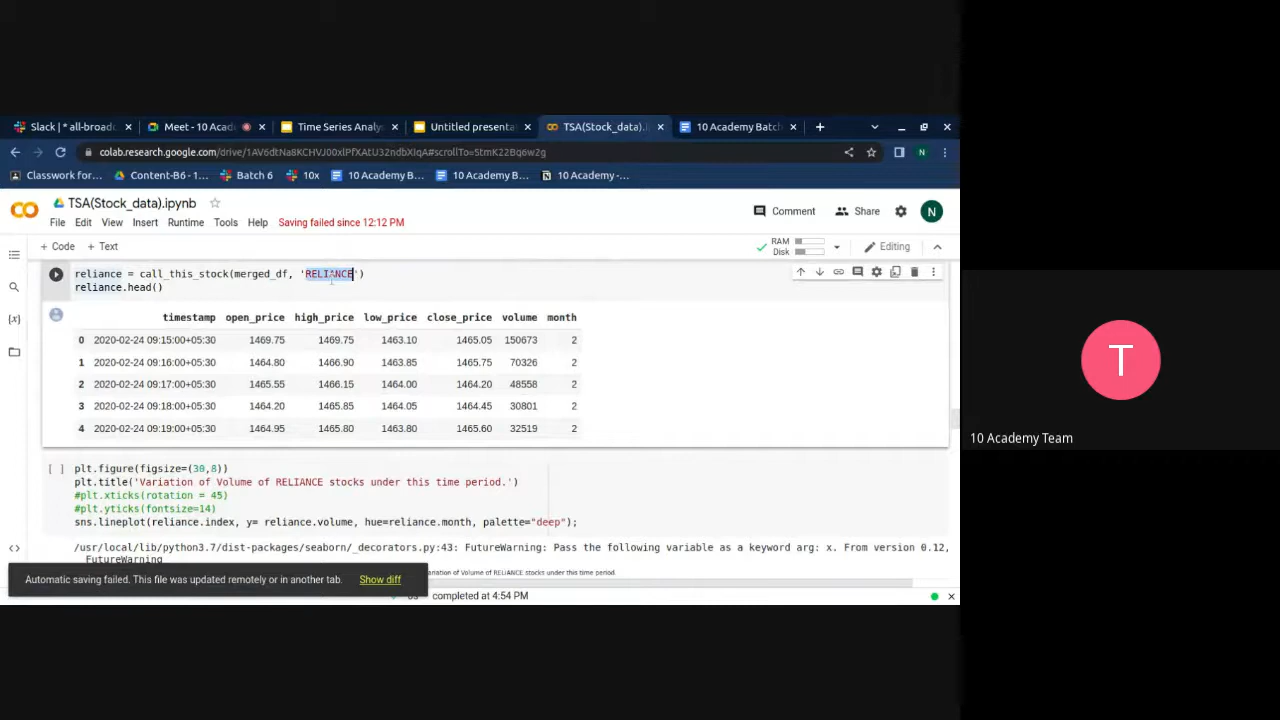 Slack | * all-broad
Meet - 10 Aca
Time Series Analy
Untitled presenta
TSA(Stock_data).i
10 Academy Batch
colab.research.google.com/drive/1AV6dtNa8KCHVJ00xlPfXAtU32ndbXIqA#scrollTo=5tmK22Bq6w2g
N
Classwork for...
Content-B6 - 1...
Batch 6
10x
10 Academy B...
10 Academy B...
10 Academy -...
TSA(Stock_data).ipynb
File Edit View Insert Runtime Tools Help Saving failed since 12:12 PM
Comment
Share
N
+ Code + Text
RAM
Disk
Editing
reliance = call_this_stock(merged_df, 'RELIANCE')
reliance.head()
timestamp open_price high_price low_price close_price volume month
0 2020-02-24 09:15:00+05:30 1469.75 1469.75 1463.10 1465.05 150673 2
1 2020-02-24 09:16:00+05:30 1464.80 1466.90 1463.85 1465.75 70326 2
2 2020-02-24 09:17:00+05:30 1465.55 1466.15 1464.00 1464.20 48558 2
3 2020-02-24 09:18:00+05:30 1464.20 1465.85 1464.05 1464.45 30801 2
4 2020-02-24 09:19:00+05:30 1464.95 1465.80 1463.80 1465.60 32519 2
[ ] plt.figure(figsize=(30,8))
plt.title('Variation of Volume of RELIANCE stocks under this time period.')
#plt.xticks(rotation = 45)
#plt.yticks(fontsize=14)
sns.lineplot(reliance.index, y= reliance.volume, hue=reliance.month, palette="deep");
/usr/local/lib/python3.7/dist-packages/seaborn/_decorators.py:43: FutureWarning: Pass the following variable as a keyword arg: x. From version 0.12,
FutureWarning
ariation of Volume of RELIANCE stocks under this time period.
Automatic saving failed. This file was updated remotely or in another tab. Show diff
completed at 4:54 PM
T
10 Academy Team